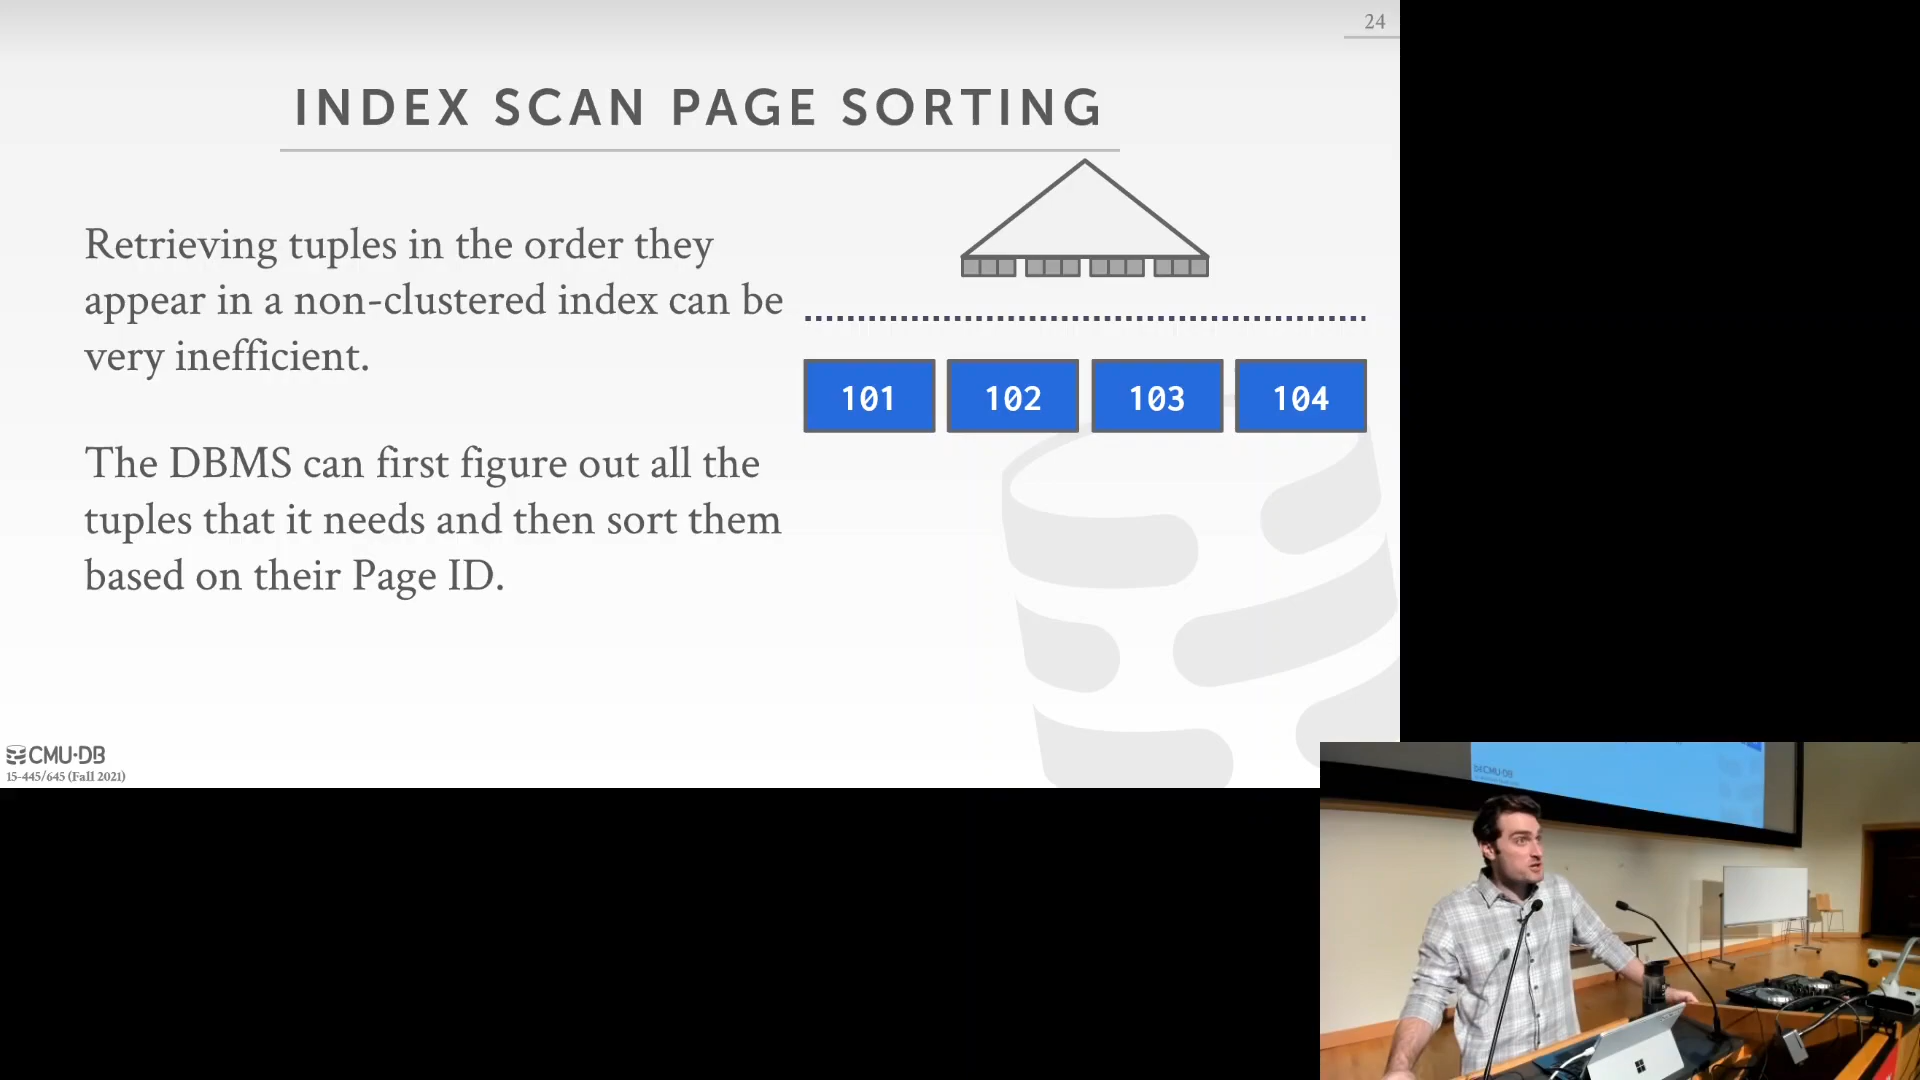 24
INDEX SCAN PAGE SORTING
Retrieving tuples in the order they
appear in a non-clustered index can be
very inefficient.
The DBMS can first figure out all the
tuples that it needs and then sort them
based on their Page ID.
101 102 103 104
CMU·DB
15-445/645 (Fall 2021)
CMU·DB